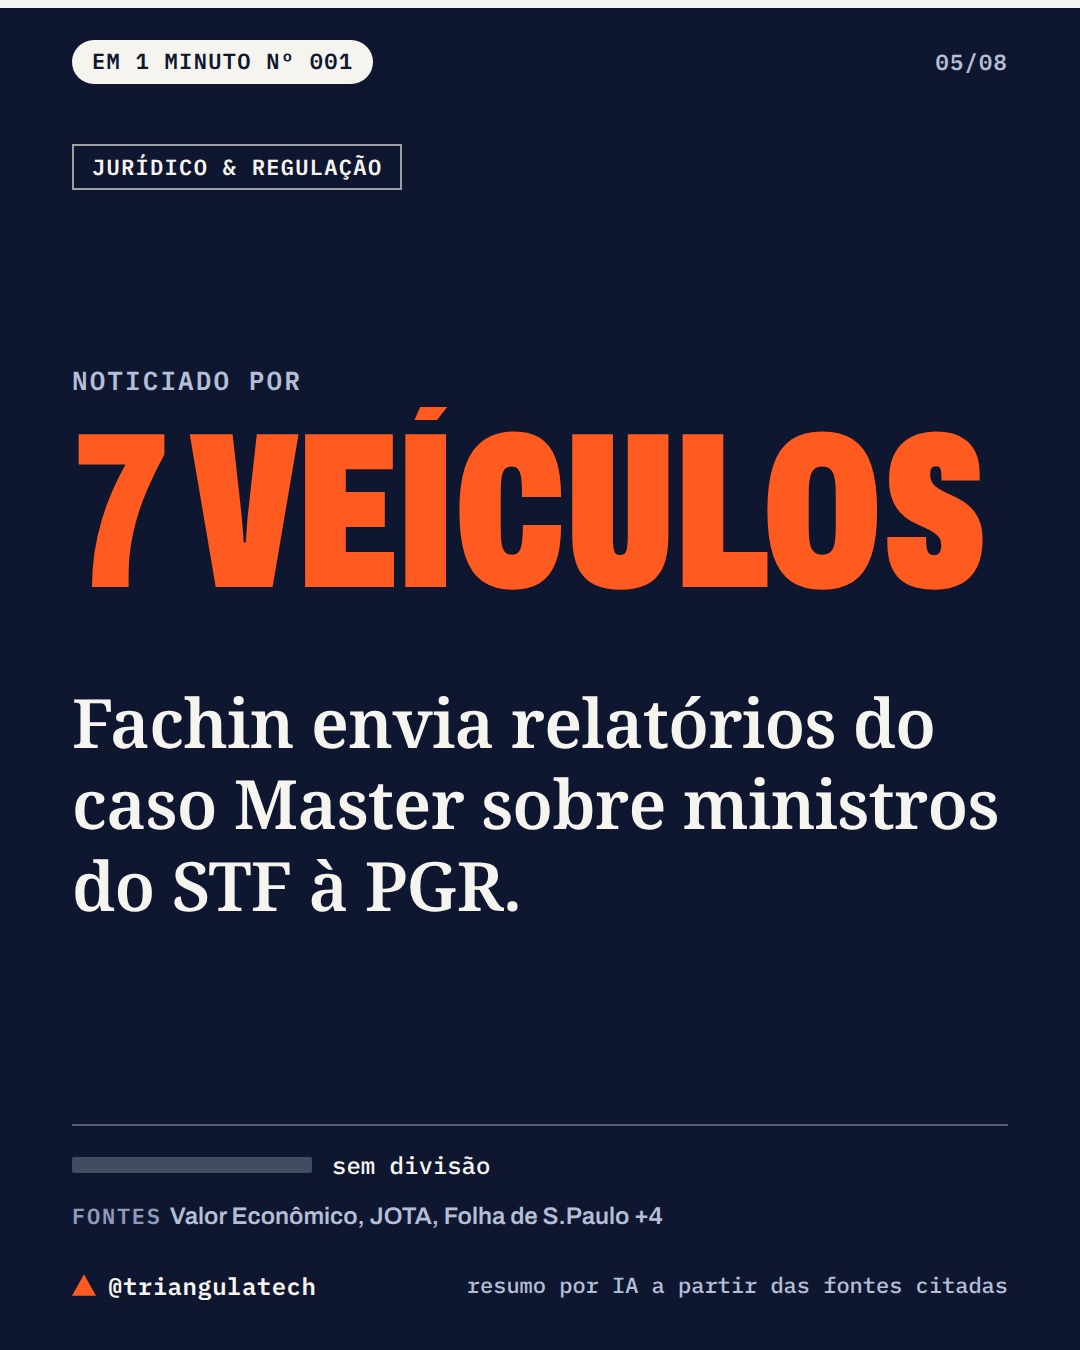 EM 1 MINUTO Nº 001
05/08
JURÍDICO & REGULAÇÃO
NOTICIADO POR
7 VEÍCULOS
Fachin envia relatórios do
caso Master sobre ministros
do STF à PGR.
sem divisão
FONTES Valor Econômico, JOTA, Folha de S.Paulo +4
@triangulatech
resumo por IA a partir das fontes citadas